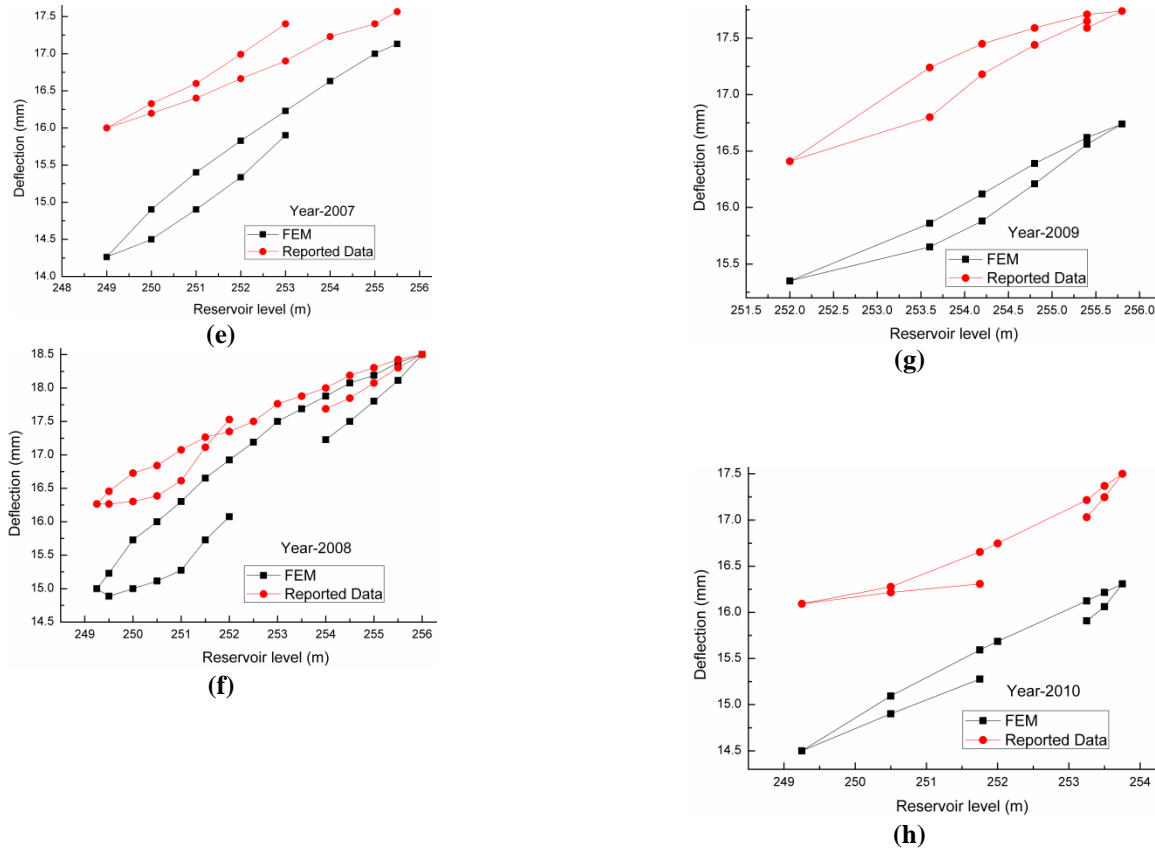 17.5
17.0
16.5
16.0
15.5
15.0
14.5
14.0
Deflection (mm)
Year-2007
FEM
Reported Data
248 249 250 251 252 253 254 255 256
Reservoir level (m)
(e)
17.5
17.0
16.5
16.0
15.5
Deflection (mm)
Year-2009
FEM
Reported Data
251.5 252.0 252.5 253.0 253.5 254.0 254.5 255.0 255.5 256.0
Reservoir level (m)
(g)
18.5
18.0
17.5
17.0
16.5
16.0
15.5
15.0
14.5
Deflection (mm)
Year-2008
FEM
Reported Data
249 250 251 252 253 254 255 256
Reservoir level (m)
(f)
17.5
17.0
16.5
16.0
15.5
15.0
14.5
Deflection (mm)
Year-2010
FEM
Reported Data
249 250 251 252 253 254
Reservoir level (m)
(h)